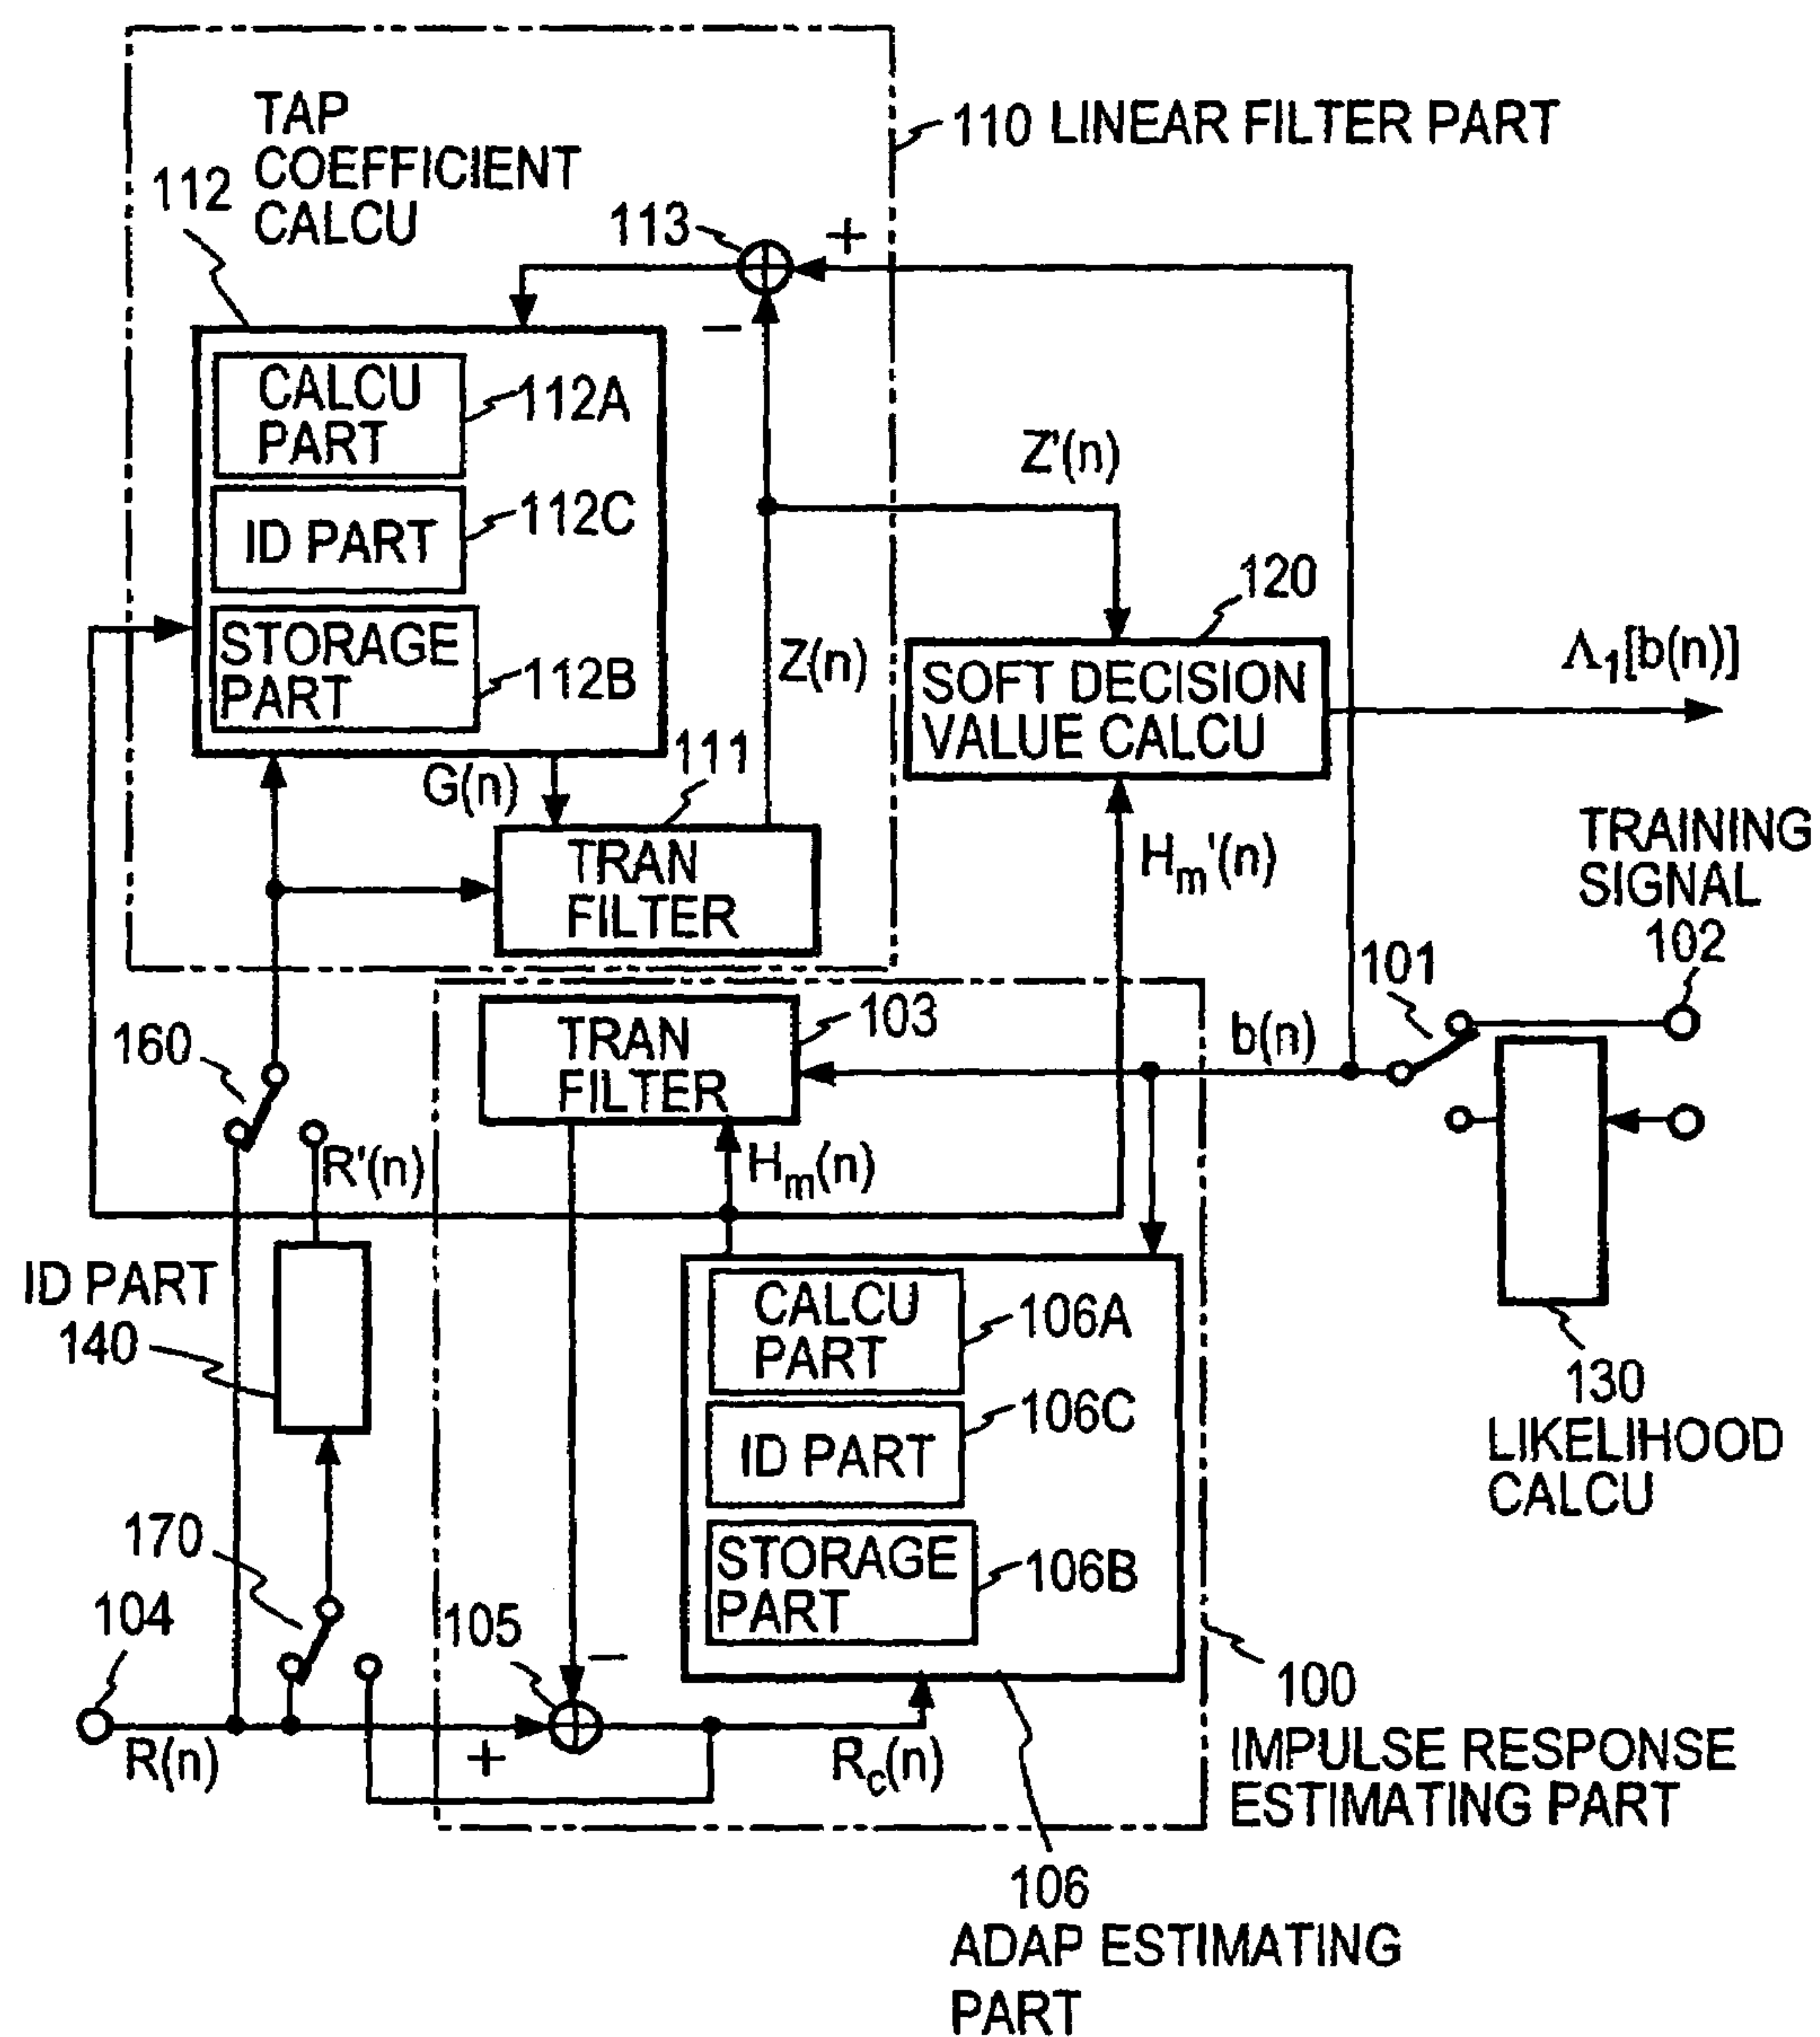 TAP
COEFFICIENT
CALCU
112
110 LINEAR FILTER PART
113
+
−
CALCU
PART
112A
ID PART
112C
STORAGE
PART
112B
Z'(n)
Z(n)
120
SOFT DECISION
VALUE CALCU
Λ1[b(n)]
G(n)
111
TRAN
FILTER
Hm'(n)
TRAINING
SIGNAL
102
101
b(n)
103
TRAN
FILTER
160
R'(n)
Hm(n)
ID PART
140
CALCU
PART
106A
ID PART
106C
STORAGE
PART
106B
130
LIKELIHOOD
CALCU
170
104
R(n)
105
−
+
Rc(n)
100
IMPULSE RESPONSE
ESTIMATING PART
106
ADAP ESTIMATING
PART